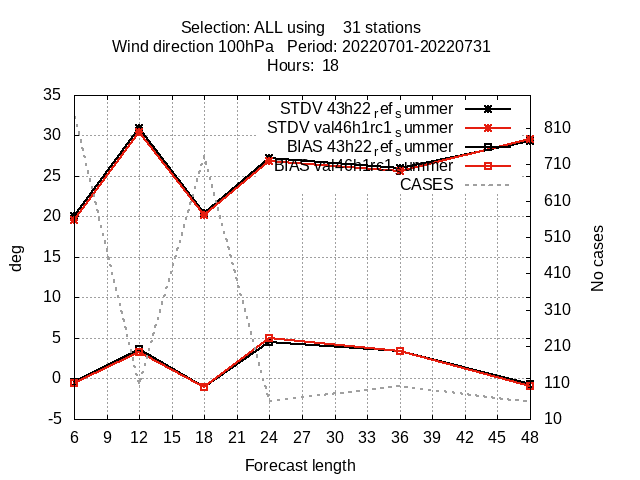 Selection: ALL using    31 stations
Wind direction 100hPa   Period: 20220701-20220731
Hours:  18
STDV 43h22_ref_summer
STDV val46h1rc1_summer
BIAS 43h22_ref_summer
BIAS val46h1rc1_summer
CASES
35
30
25
20
15
10
5
0
-5
deg
810
710
610
510
410
310
210
110
10
No cases
6 9 12 15 18 21 24 27 30 33 36 39 42 45 48
Forecast length